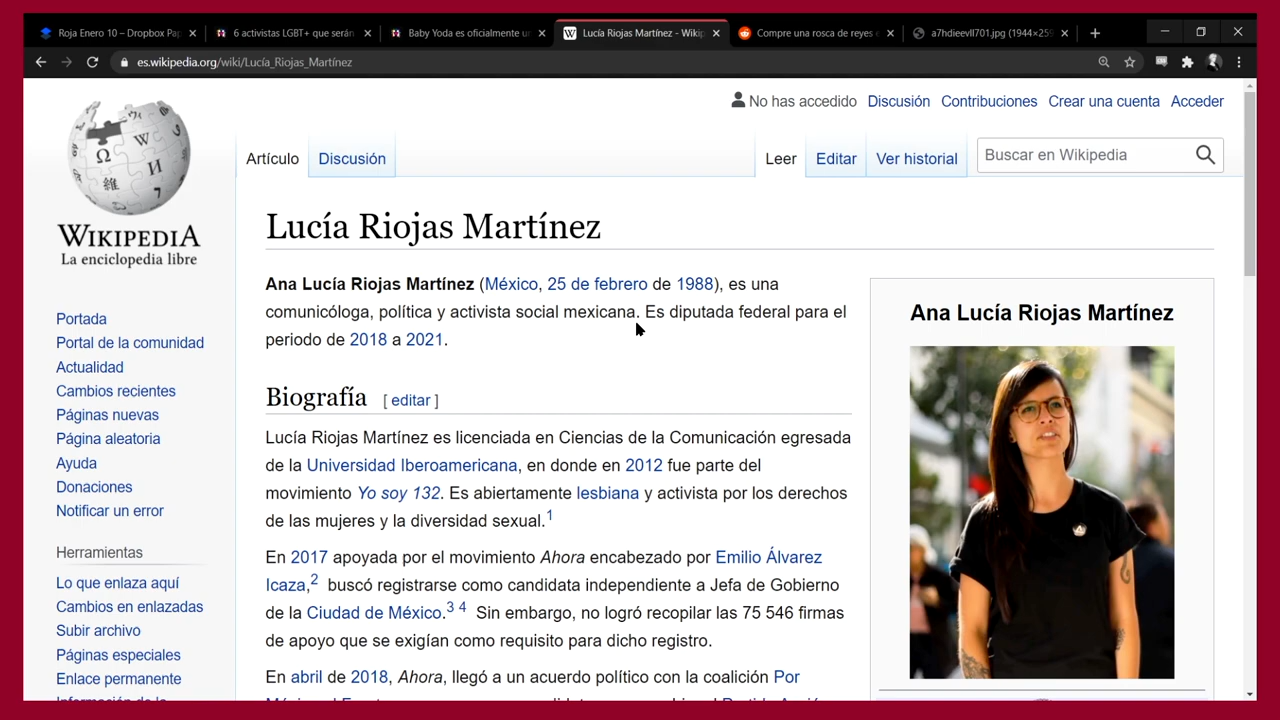 Roja Enero 10 – Dropbox Pap
6 activistas LGBT+ que serán
Baby Yoda es oficialmente un
Lucía Riojas Martínez - Wikip
Compre una rosca de reyes e
a7hdieevll701.jpg (1944×259
es.wikipedia.org/wiki/Lucía_Riojas_Martínez
No has accedido Discusión Contribuciones Crear una cuenta Acceder
Artículo Discusión Leer Editar Ver historial Buscar en Wikipedia
WIKIPEDIA
La enciclopedia libre
Portada
Portal de la comunidad
Actualidad
Cambios recientes
Páginas nuevas
Página aleatoria
Ayuda
Donaciones
Notificar un error
Herramientas
Lo que enlaza aquí
Cambios en enlazadas
Subir archivo
Páginas especiales
Enlace permanente
Información de la
Lucía Riojas Martínez
Ana Lucía Riojas Martínez (México, 25 de febrero de 1988), es una
comunicóloga, política y activista social mexicana. Es diputada federal para el
periodo de 2018 a 2021.
Biografía [ editar ]
Lucía Riojas Martínez es licenciada en Ciencias de la Comunicación egresada
de la Universidad Iberoamericana, en donde en 2012 fue parte del
movimiento Yo soy 132. Es abiertamente lesbiana y activista por los derechos
de las mujeres y la diversidad sexual.1
En 2017 apoyada por el movimiento Ahora encabezado por Emilio Álvarez
Icaza,2 buscó registrarse como candidata independiente a Jefa de Gobierno
de la Ciudad de México.3 4 Sin embargo, no logró recopilar las 75 546 firmas
de apoyo que se exigían como requisito para dicho registro.
En abril de 2018, Ahora, llegó a un acuerdo político con la coalición Por
Ana Lucía Riojas Martínez